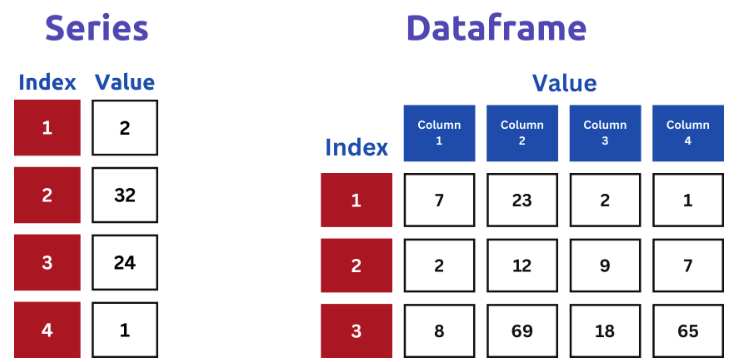 Series
Index Value
1 2
2 32
3 24
4 1
Dataframe
Value
Index
Column 1 Column 2 Column 3 Column 4
1 7 23 2 1
2 2 12 9 7
3 8 69 18 65